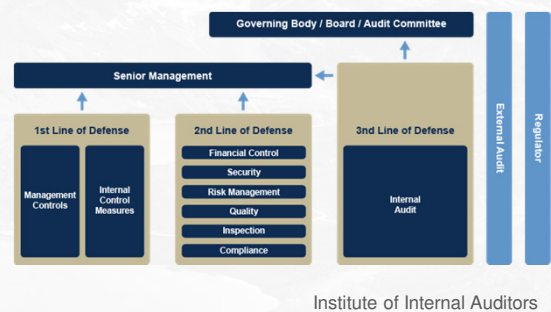 Governing Body / Board / Audit Committee
Senior Management
1st Line of Defense
Management
Controls
Internal
Control
Measures
2nd Line of Defense
Financial Control
Security
Risk Management
Quality
Inspection
Compliance
3nd Line of Defense
Internal
Audit
External Audit
Regulator
Institute of Internal Auditors